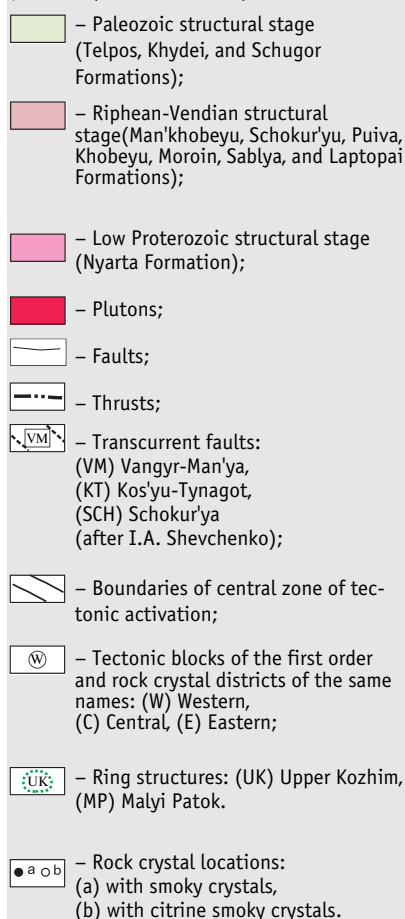 – Paleozoic structural stage
(Telpos, Khydei, and Schugor
Formations);
– Riphean-Vendian structural
stage(Man'khobeyu, Schokur'yu, Puiva,
Khobeyu, Moroin, Sablya, and Laptopai
Formations);
– Low Proterozoic structural stage
(Nyarta Formation);
– Plutons;
– Faults;
– Thrusts;
VM – Transcurrent faults:
(VM) Vangyr-Man'ya,
(KT) Kos'yu-Tynagot,
(SCH) Schokur'ya
(after I.A. Shevchenko);
– Boundaries of central zone of tec-
tonic activation;
W – Tectonic blocks of the first order
and rock crystal districts of the same
names: (W) Western,
(C) Central, (E) Eastern;
UK – Ring structures: (UK) Upper Kozhim,
(MP) Malyi Patok.
a b – Rock crystal locations:
(a) with smoky crystals,
(b) with citrine smoky crystals.